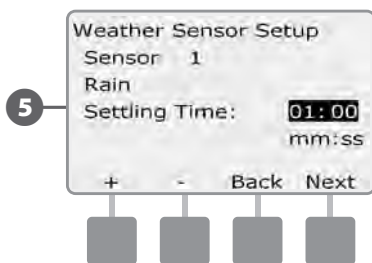 Weather Sensor Setup
Sensor 1
Rain
5
Settling Time: 01:00
mm:ss
+ - Back Next